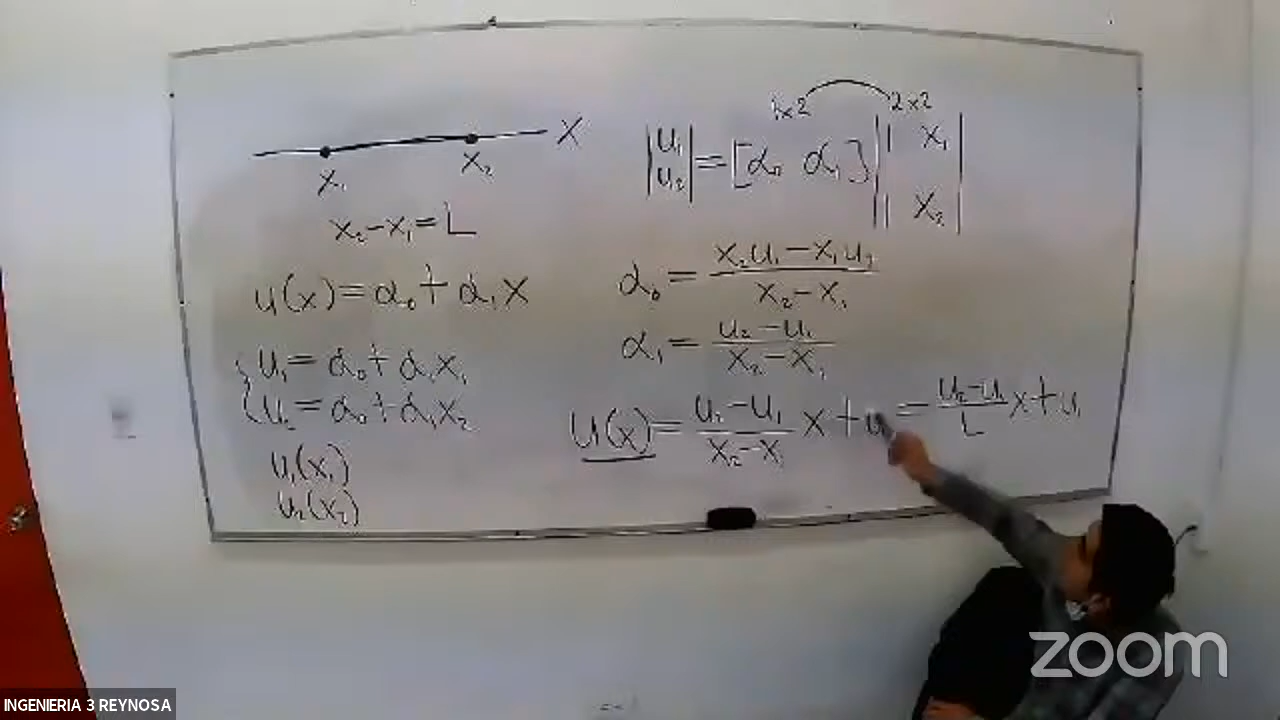 X
x₁ x₂
x₂-x₁=L
u(x)=α₀+α₁x
u₁=α₀+α₁x₁
u₂=α₀+α₁x₂
u₁(x₁)
u₂(x₂)
1x2 2x2
|u₁ u₂|=[α₀ α₁]|1 x₁
1 x₂|
α₀=x₂u₁-x₁u₂/x₂-x₁
α₁=u₂-u₁/x₂-x₁
u(x)=u₂-u₁/x₂-x₁ x+u₁=u₂-u₁/L x+u₁
zoom
INGENIERIA 3 REYNOSA